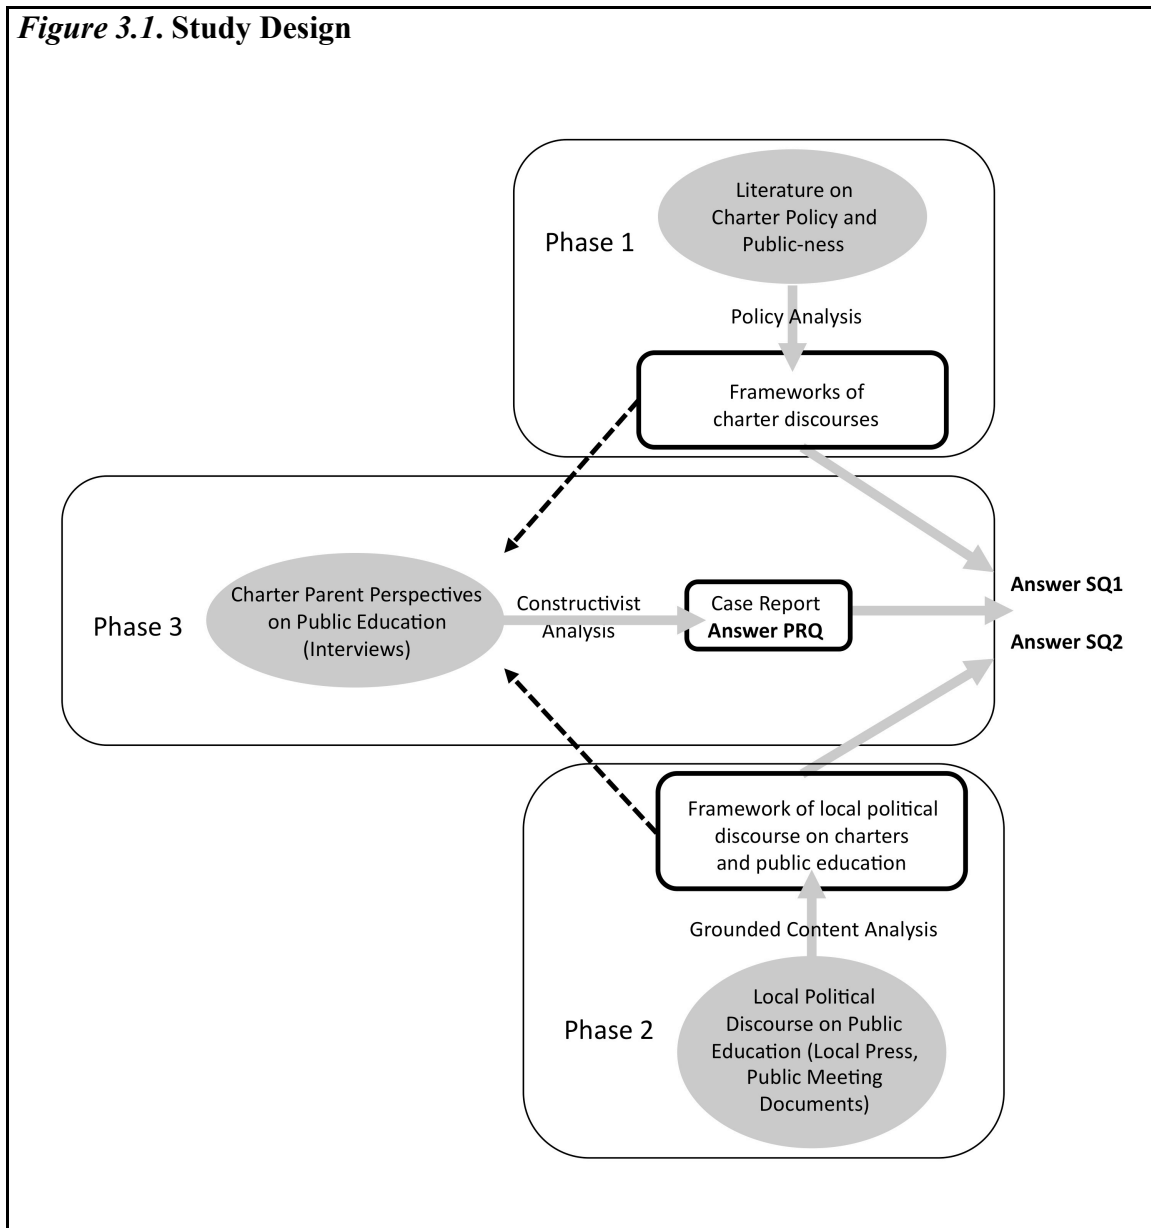 Figure 3.1. Study Design
Phase 1
Literature on
Charter Policy and
Public-ness
Policy Analysis
Frameworks of
charter discourses
Phase 3
Charter Parent Perspectives
on Public Education
(Interviews)
Constructivist
Analysis
Case Report
Answer PRQ
Answer SQ1
Answer SQ2
Framework of local political
discourse on charters
and public education
Grounded Content Analysis
Phase 2
Local Political
Discourse on Public
Education (Local Press,
Public Meeting
Documents)